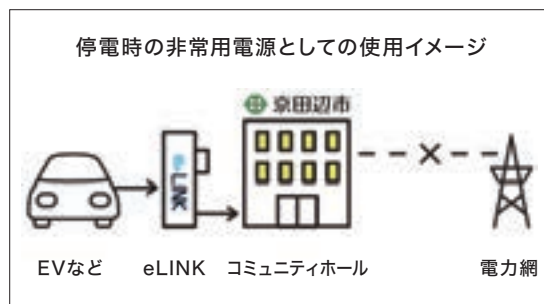 停電時の非常用電源としての使用イメージ
京田辺市
e-LINK
EVなど
eLINK
コミュニティホール
電力網